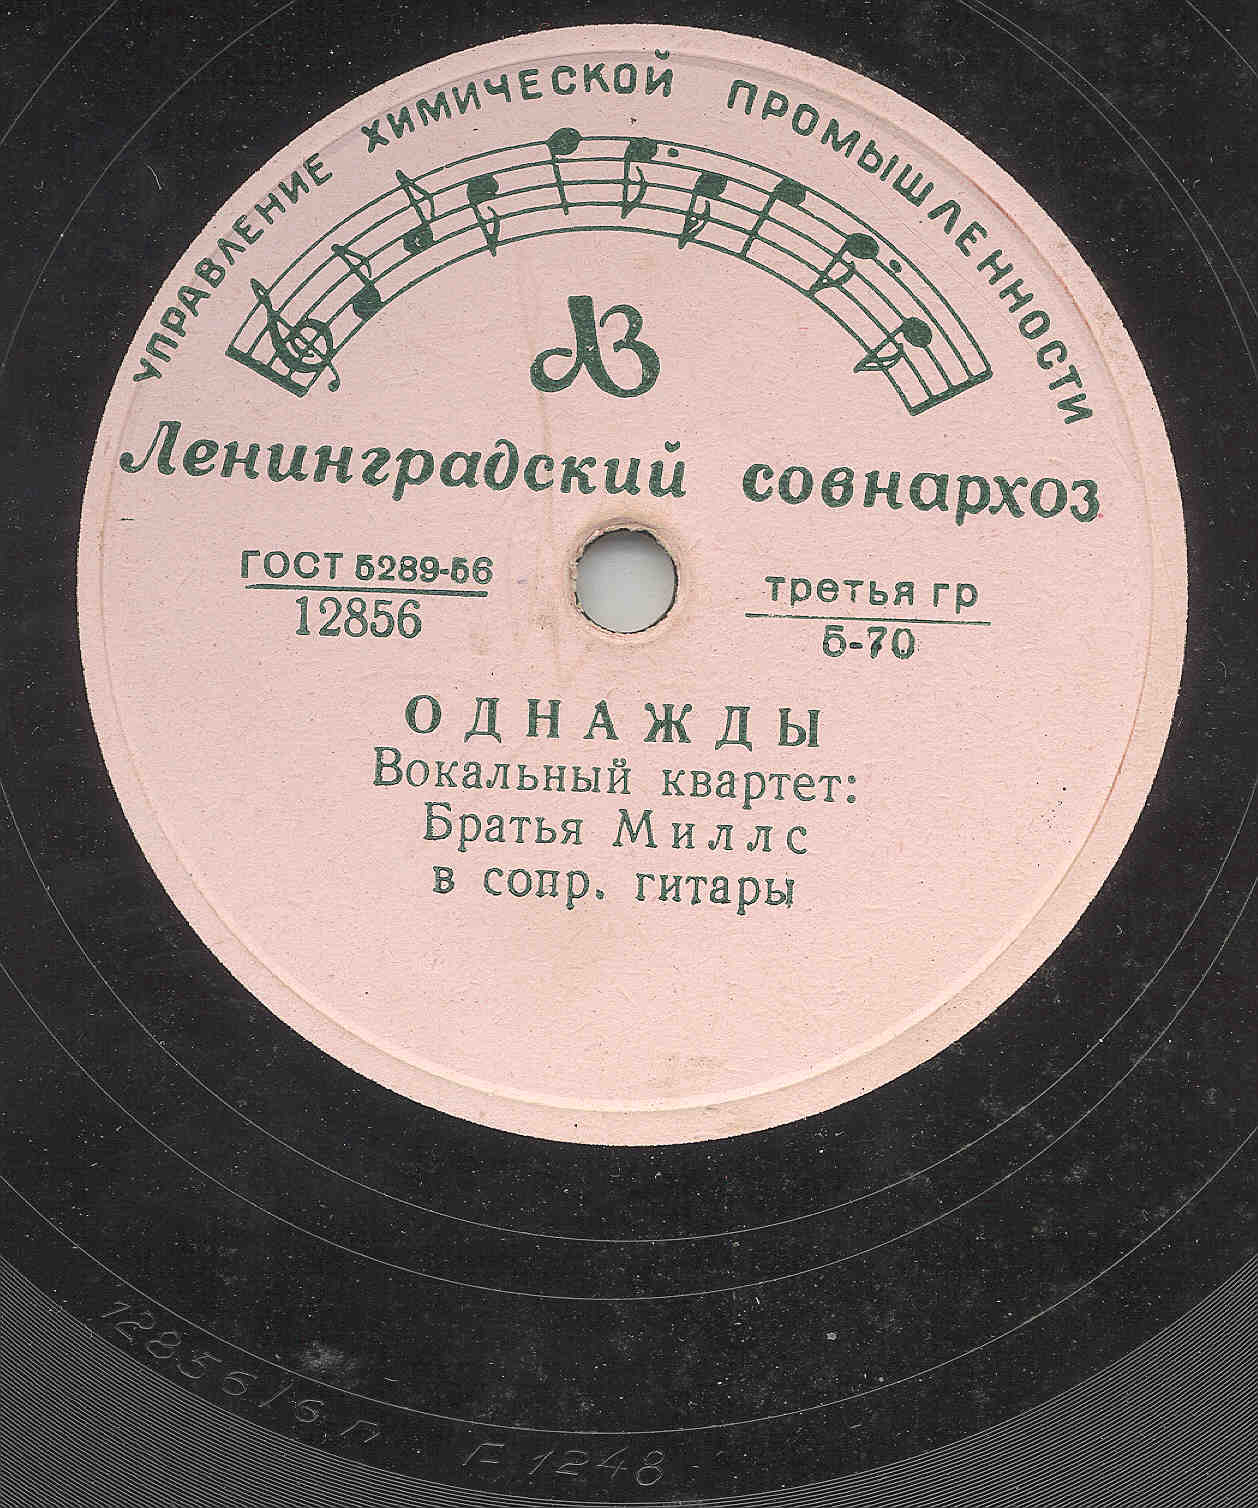 УПРАВЛЕНИЕ ХИМИЧЕСКОЙ ПРОМЫШЛЕННОСТИ
ЛЗ
Ленинградский совнархоз
ГОСТ 5289-56
12856
третья гр
5-70
ОДНАЖДЫ
Вокальный квартет:
Братья Миллс
в сопр. гитары
12856/6 П
Г 1248